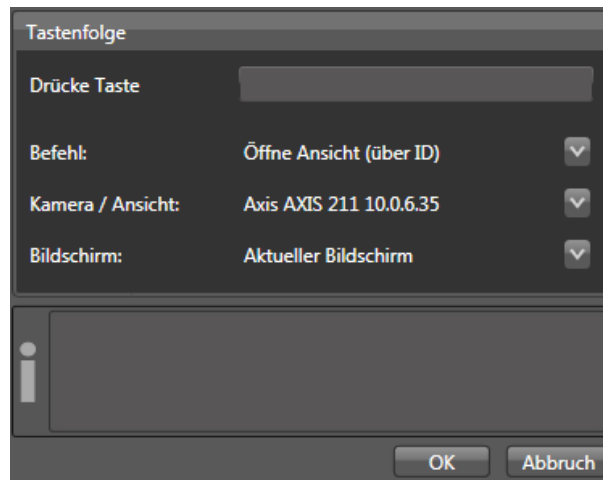 Tastenfolge
Drücke Taste
Befehl: Öffne Ansicht (über ID)
Kamera / Ansicht: Axis AXIS 211 10.0.6.35
Bildschirm: Aktueller Bildschirm
OK Abbruch